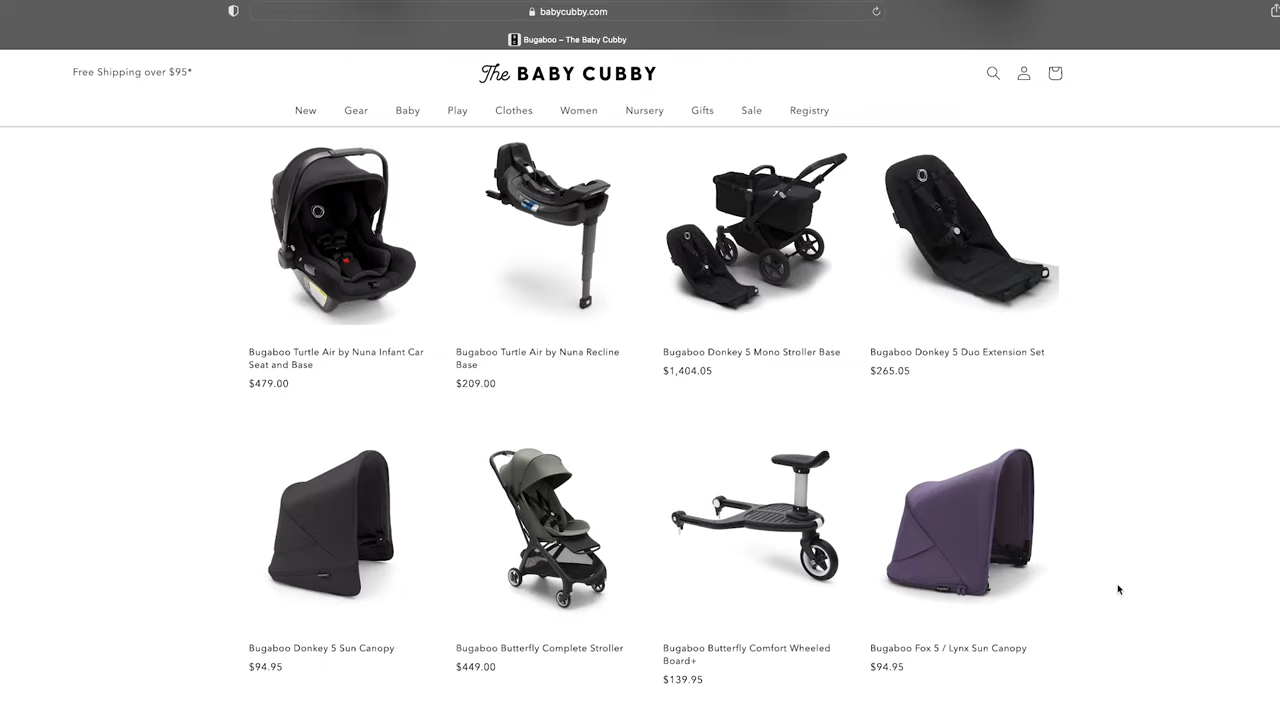 babycubby.com
Bugaboo – The Baby Cubby
Free Shipping over $95*
The BABY CUBBY
New Gear Baby Play Clothes Women Nursery Gifts Sale Registry
Bugaboo Turtle Air by Nuna Infant Car
Seat and Base
$479.00
Bugaboo Turtle Air by Nuna Recline
Base
$209.00
Bugaboo Donkey 5 Mono Stroller Base
$1,404.05
Bugaboo Donkey 5 Duo Extension Set
$265.05
Bugaboo Donkey 5 Sun Canopy
$94.95
Bugaboo Butterfly Complete Stroller
$449.00
Bugaboo Butterfly Comfort Wheeled
Board+
$139.95
Bugaboo Fox 5 / Lynx Sun Canopy
$94.95